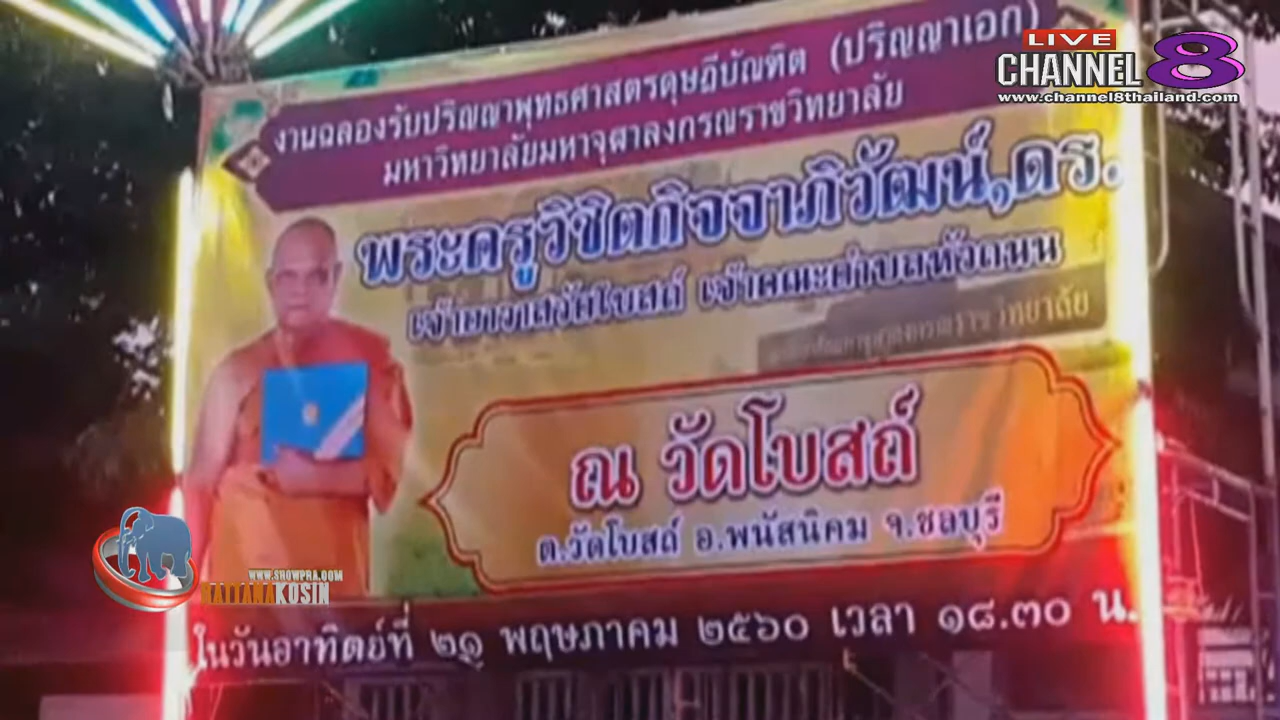 LIVE
CHANNEL 8
www.channel8thailand.com
งานฉลองรับปริญญาพุทธศาสตรดุษฎีบัณฑิต (ปริญญาเอก)
มหาวิทยาลัยมหาจุฬาลงกรณราชวิทยาลัย
พระครูวิชิตกิจจาภิวัฒน์,ดร.
เจ้าอาวาสวัดโบสถ์ เจ้าคณะตำบลหัวถนน
ราชวิทยาลัย
ณ วัดโบสถ์
ต.วัดโบสถ์ อ.พนัสนิคม จ.ชลบุรี
ในวันอาทิตย์ที่ ๒๑ พฤษภาคม ๒๕๖๐ เวลา ๑๘.๓๐ น.
WWW.SHOWPRA.COM
RATTANAKOSIN